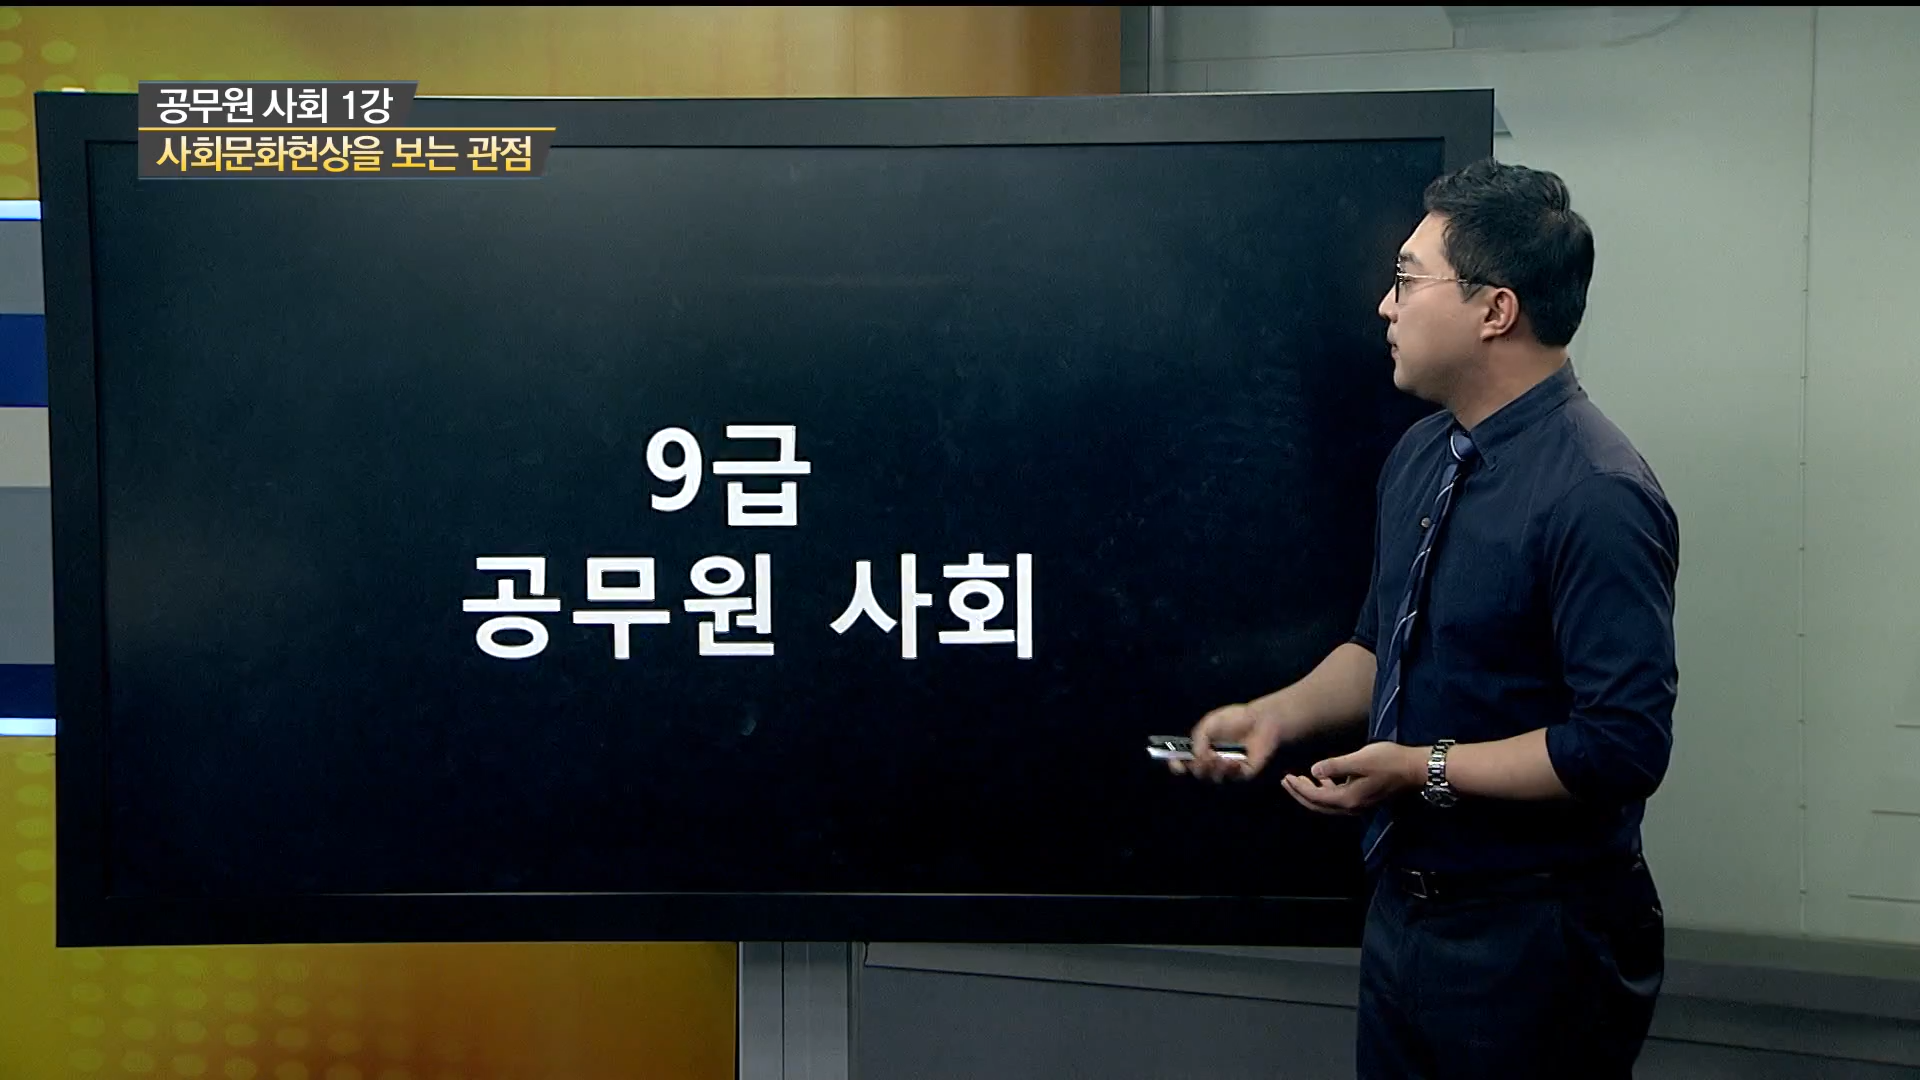 공무원 사회 1강
사회문화현상을 보는 관점
9급
공무원 사회